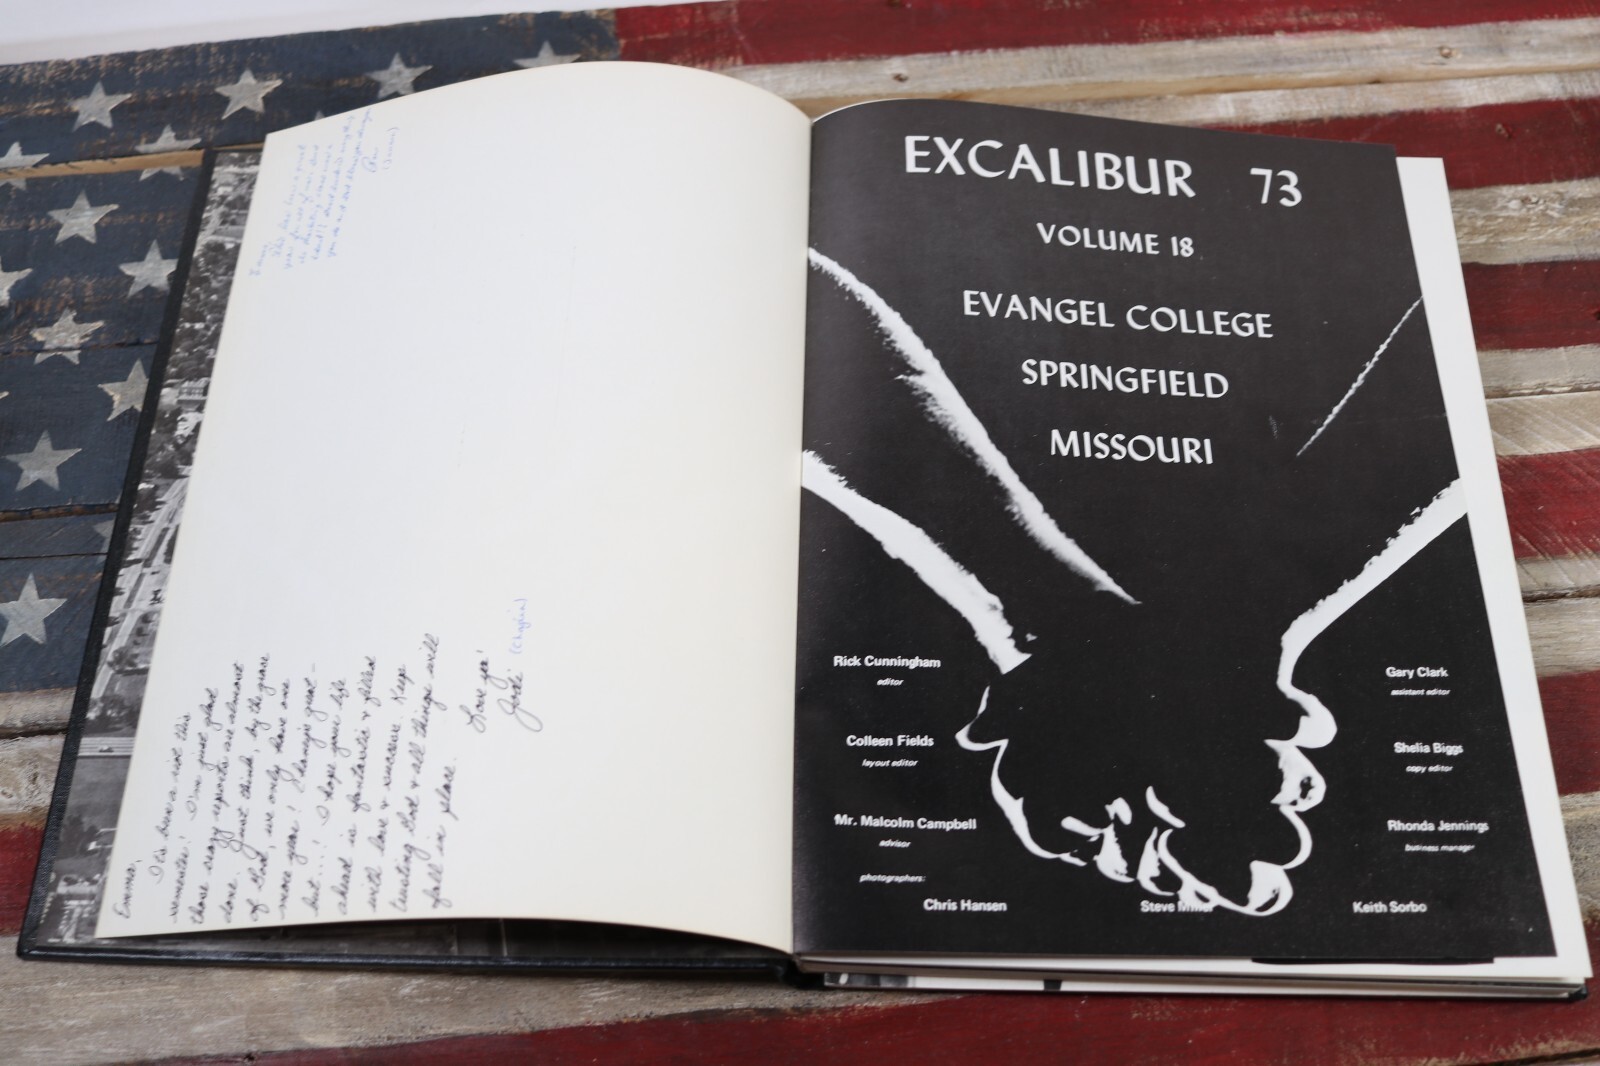 Emma,
It's been a riot this
semester! I'm just glad
those crazy reports are almost
done. Just think, by the grace
of God, we only have one
more year!
but...! I hope your life
ahead is fantastic & filled
with love & success. Keep
trusting God & all things will
fall in place.
Love ya'
Jodi
EXCALIBUR 73
VOLUME 18
EVANGEL COLLEGE
SPRINGFIELD
MISSOURI
Rick Cunningham
editor
Gary Clark
assistant editor
Colleen Fields
layout editor
Shelia Biggs
copy editor
Mr. Malcolm Campbell
advisor
Rhonda Jennings
business manager
photographers:
Chris Hansen
Steve Miller
Keith Sorbo